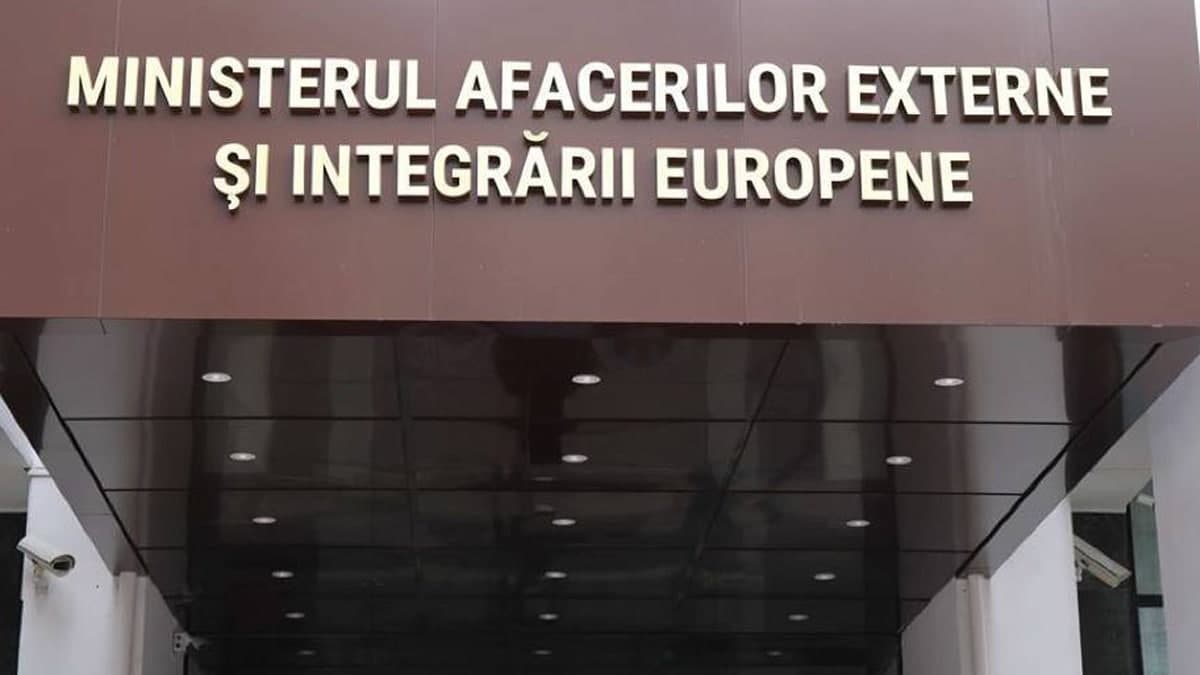 MINISTERUL AFACERILOR EXTERNE
ŞI INTEGRĂRII EUROPENE